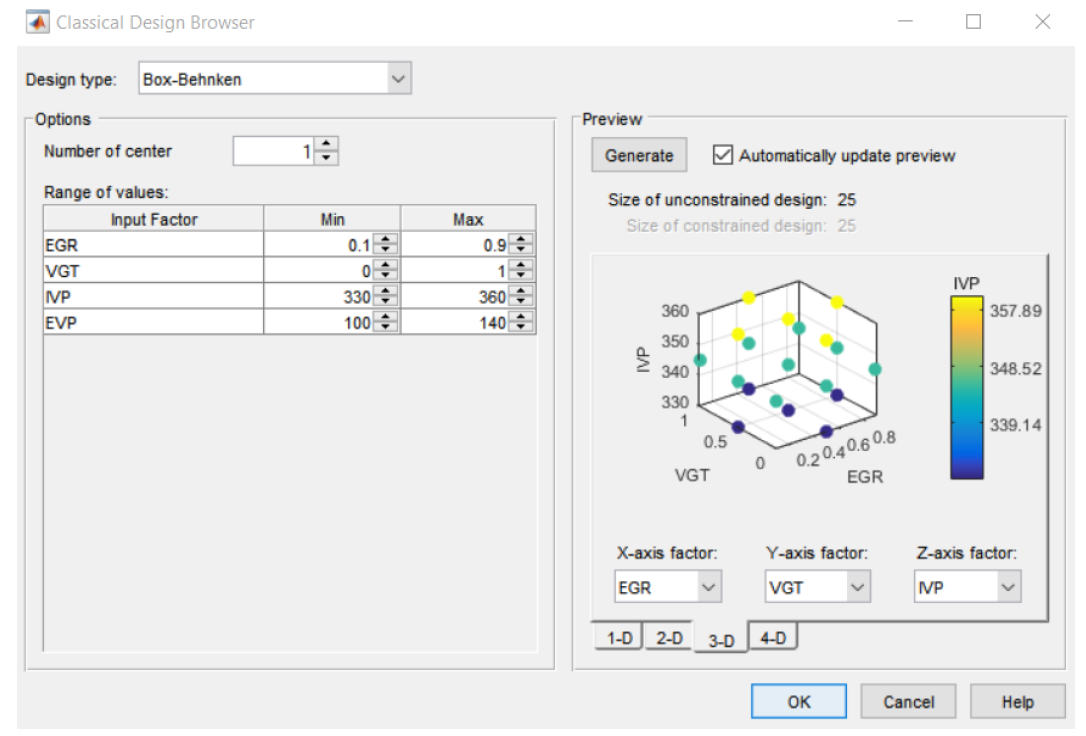 Classical Design Browser
Design type: Box-Behnken
Options
Number of center 1
Range of values:
Input Factor Min Max
EGR 0.1 0.9
VGT 0 1
IVP 330 360
EVP 100 140
Preview
Generate Automatically update preview
Size of unconstrained design: 25
Size of constrained design: 25
IVP
360
350
340
330
IVP
1
0.5
0
VGT
0.2
0.4
0.6
0.8
EGR
357.89
348.52
339.14
X-axis factor: Y-axis factor: Z-axis factor:
EGR VGT IVP
1-D 2-D 3-D 4-D
OK Cancel Help